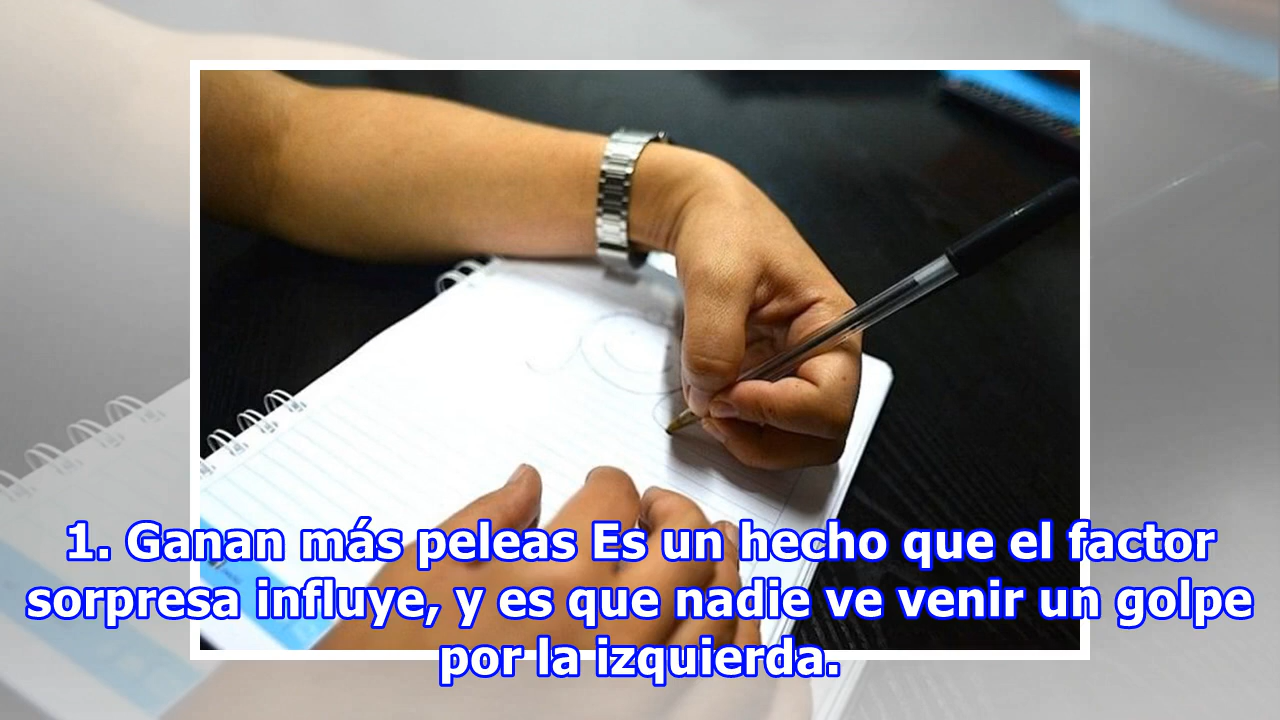 1. Ganan más peleas Es un hecho que el factor
sorpresa influye, y es que nadie ve venir un golpe
por la izquierda.